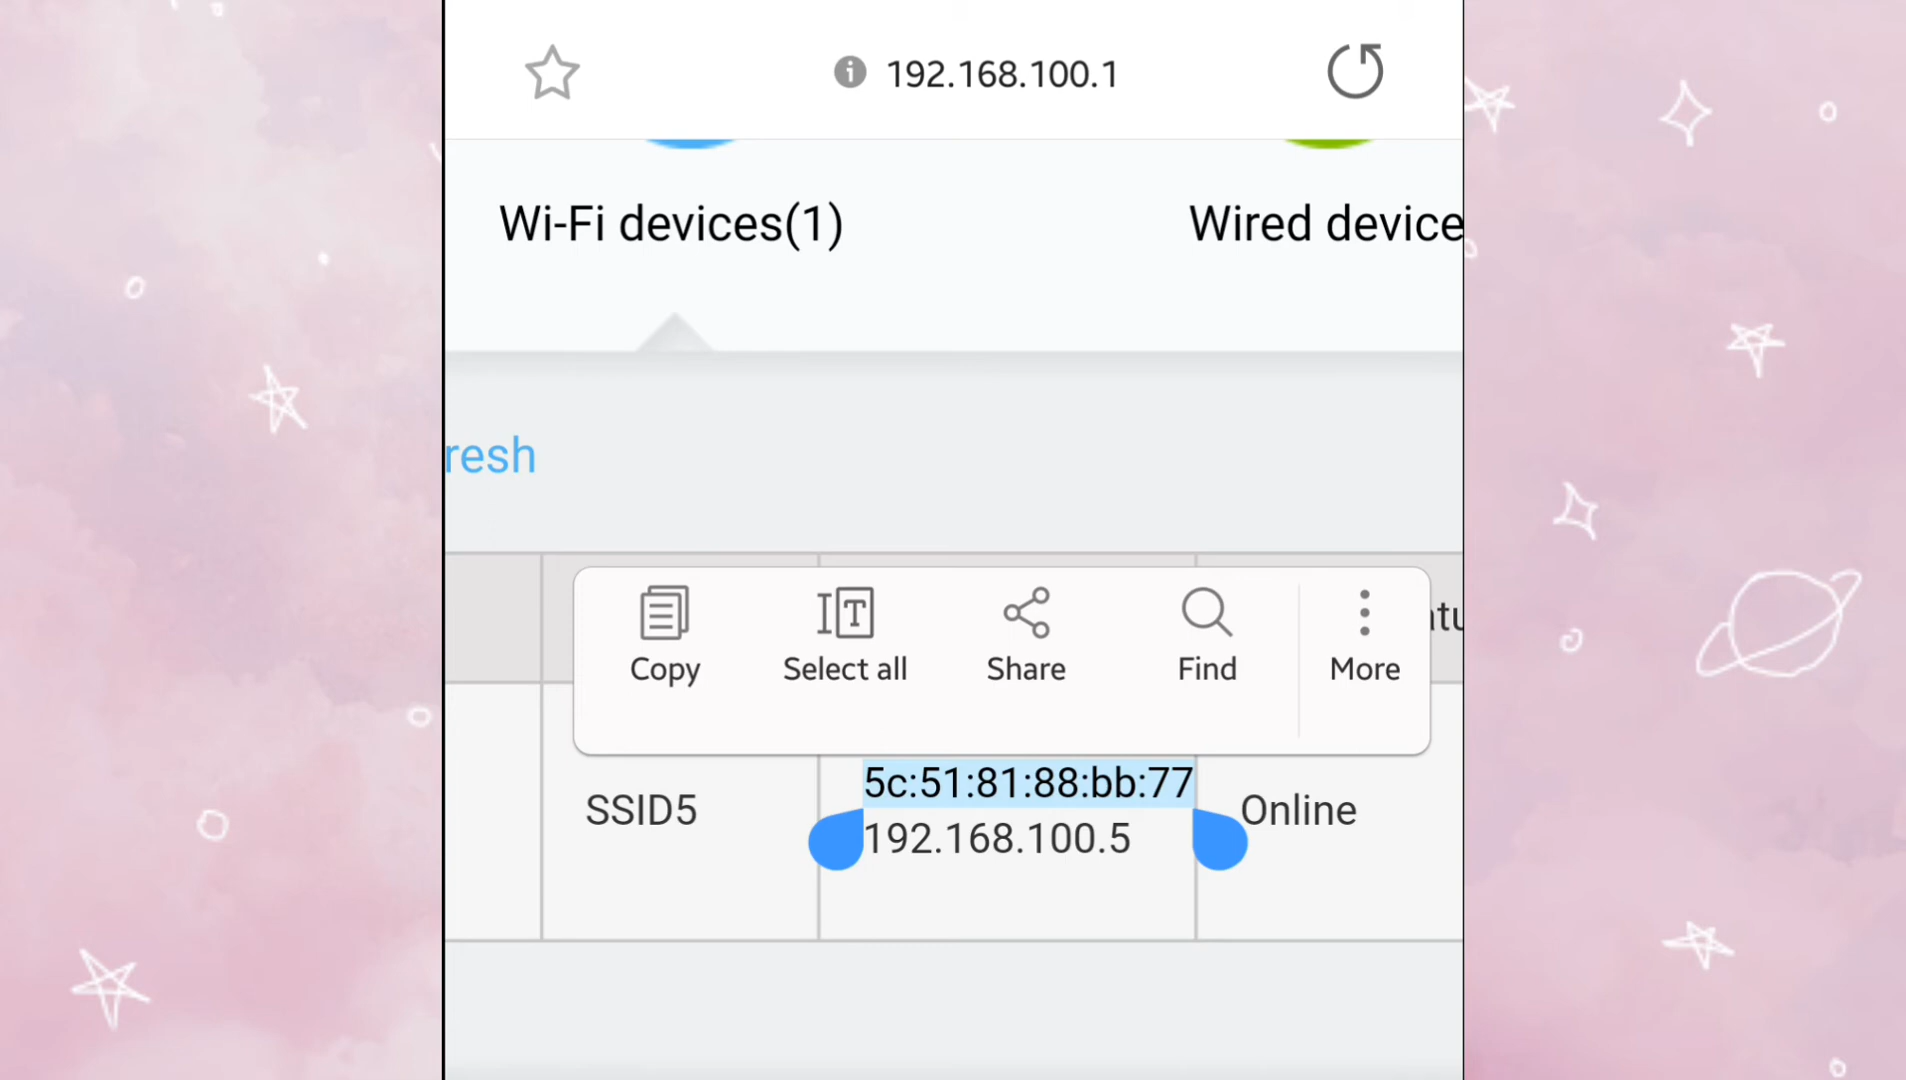 192.168.100.1
Wi-Fi devices(1)
Wired device
resh
Copy
Select all
Share
Find
More
atu
SSID5
5c:51:81:88:bb:77
192.168.100.5
Online